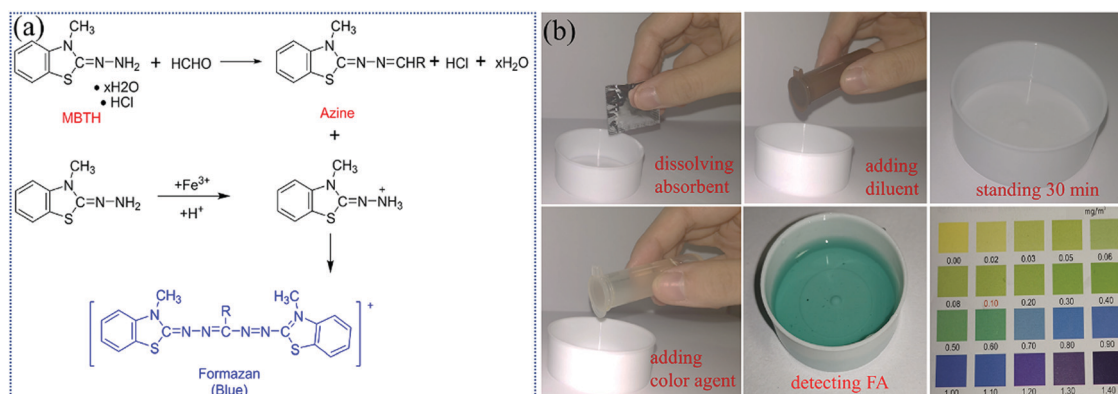 (a)
CH₃
N
C=N−NH₂ + HCHO
S
• xH2O
• HCl
MBTH
CH₃
N
C=N−N=CHR + HCl + xH₂O
S
Azine
+
CH₃
N
C=N−NH₂
S
+Fe³⁺
+H⁺
CH₃
N
C=N−NH₃
+
S
CH₃
N
C=N−N=C−N=N−C
R
S
H₃C
N
S
+
Formazan
(Blue)
(b)
dissolving
absorbent
adding
diluent
standing 30 min
adding
color agent
detecting FA
mg/m³
0.00 0.02 0.03 0.05 0.06
0.08 0.10 0.20 0.30 0.40
0.50 0.60 0.70 0.80 0.90
1.00 1.10 1.20 1.30 1.40